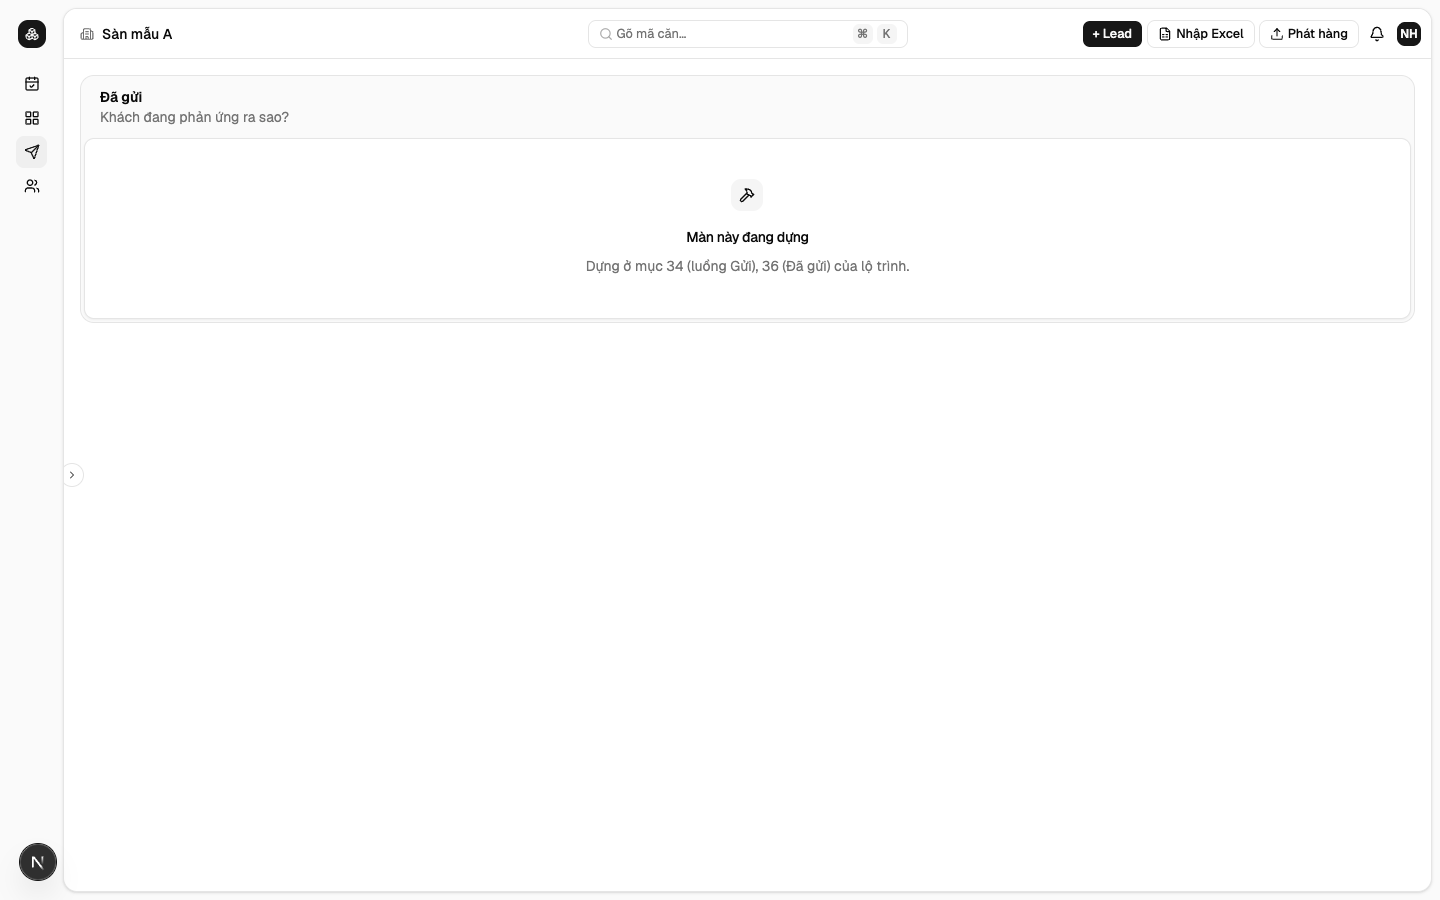 Sàn mẫu A
Gõ mã căn...
⌘ K
+ Lead
Nhập Excel
Phát hàng
NH
Đã gửi
Khách đang phản ứng ra sao?
Màn này đang dựng
Dựng ở mục 34 (luồng Gửi), 36 (Đã gửi) của lộ trình.
N